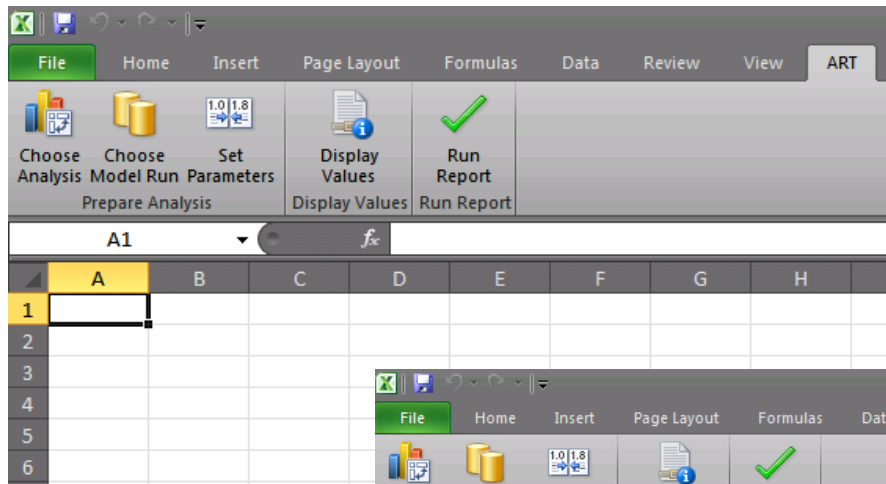 File Home Insert Page Layout Formulas Data Review View ART
1.0 1.8
Choose Choose Set Display Run
Analysis Model Run Parameters Values Report
Prepare Analysis Display Values Run Report
A1 fx
A B C D E F G H
1
2
3
4
5
6
File Home Insert Page Layout Formulas Dat
1.0 1.8